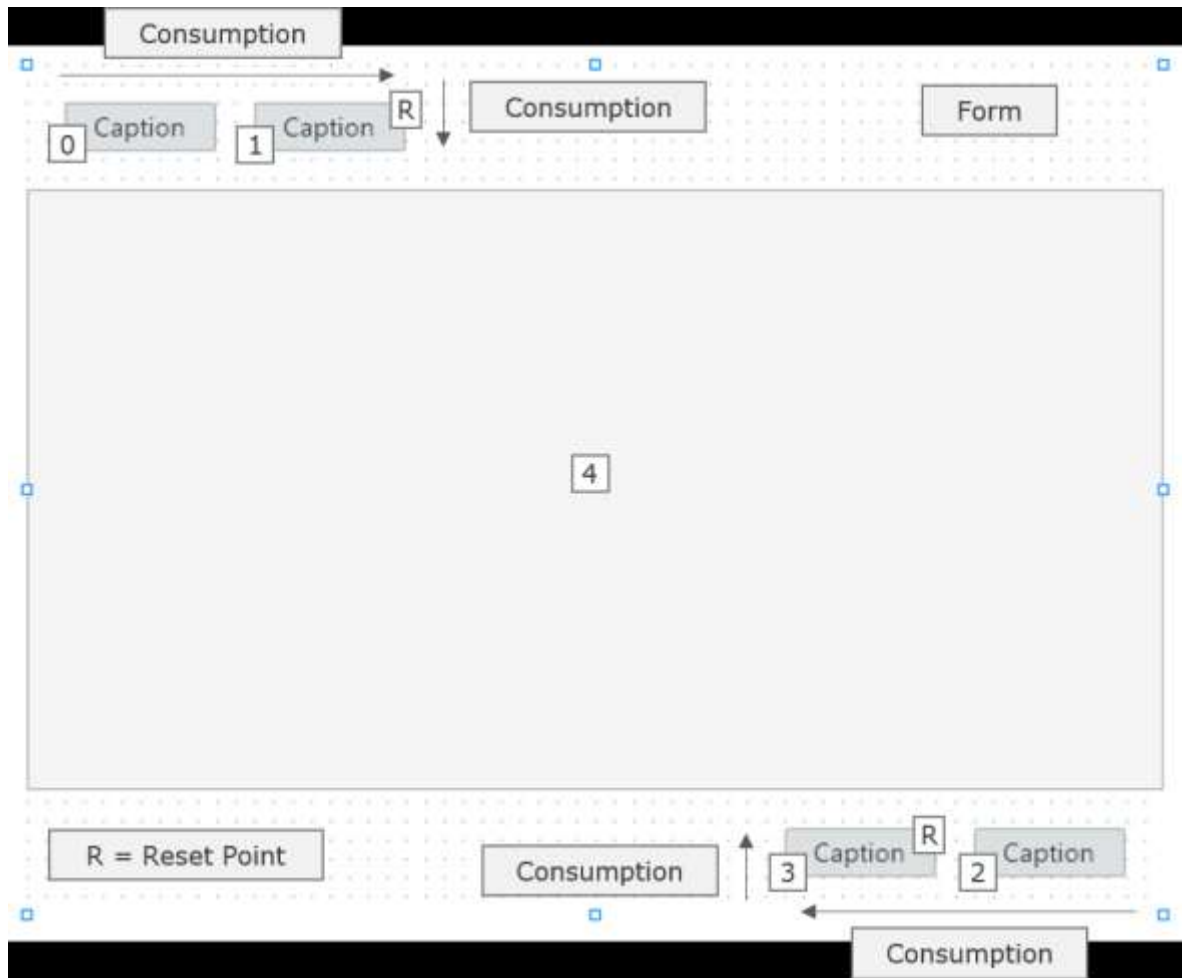 Consumption
Caption
0
Caption
1
R
Consumption
Form
4
R = Reset Point
Consumption
Caption
3
R
Caption
2
Consumption